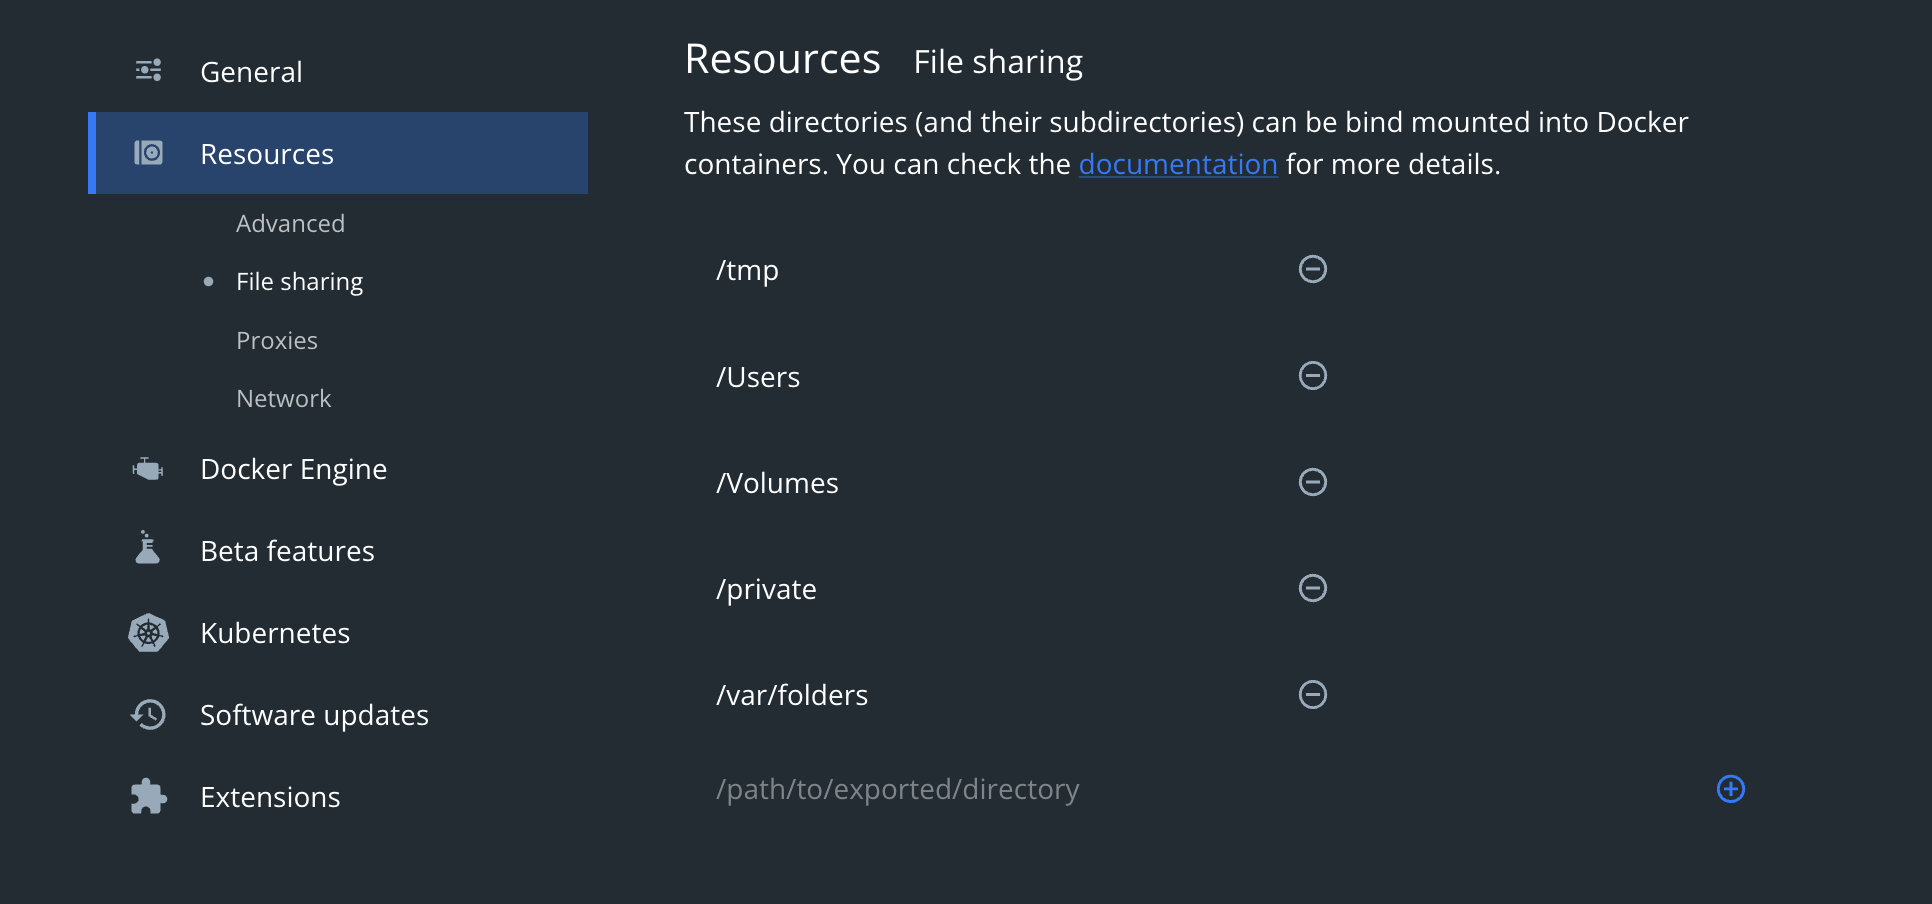 General
Resources
Advanced
File sharing
Proxies
Network
Docker Engine
Beta features
Kubernetes
Software updates
Extensions
Resources File sharing
These directories (and their subdirectories) can be bind mounted into Docker
containers. You can check the documentation for more details.
/tmp
/Users
/Volumes
/private
/var/folders
/path/to/exported/directory